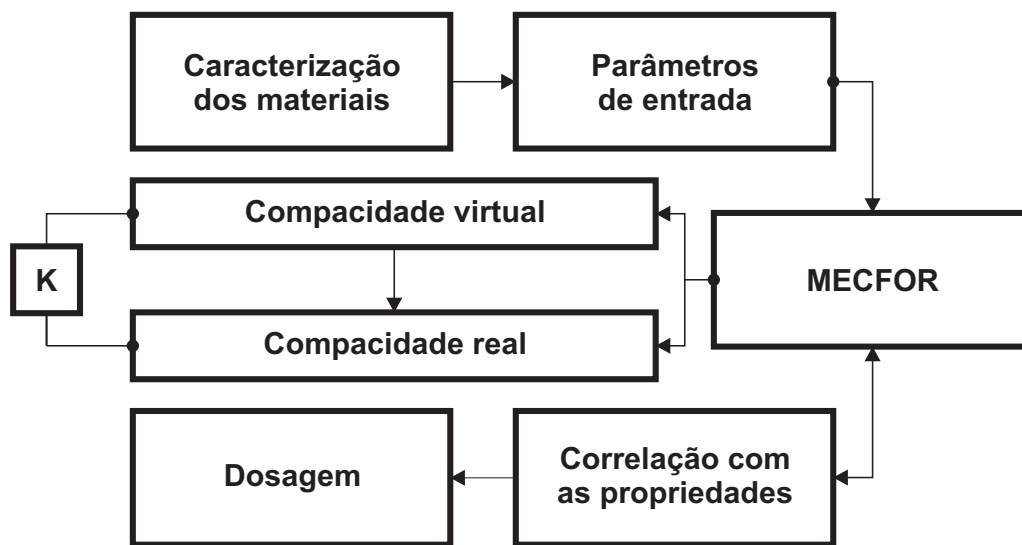 Caracterização
dos materiais
Parâmetros
de entrada
Compacidade virtual
K
MECFOR
Compacidade real
Dosagem
Correlação com
as propriedades